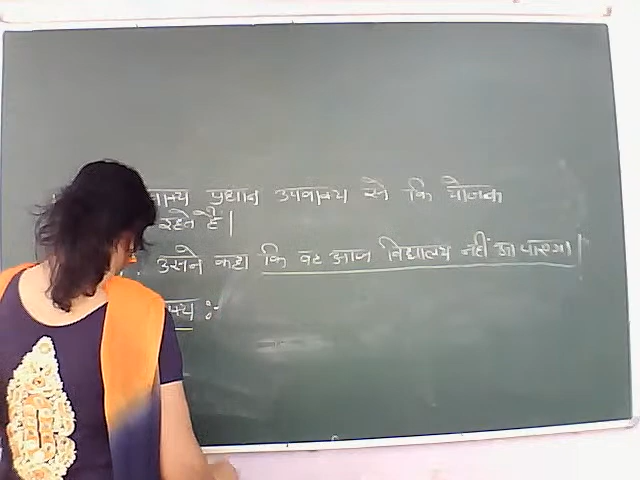 प्रधान उपवाक्य से कि योजक
रहते है।
उसने कहा कि वह आज विद्यालय नहीं आ पाएगा।
:-